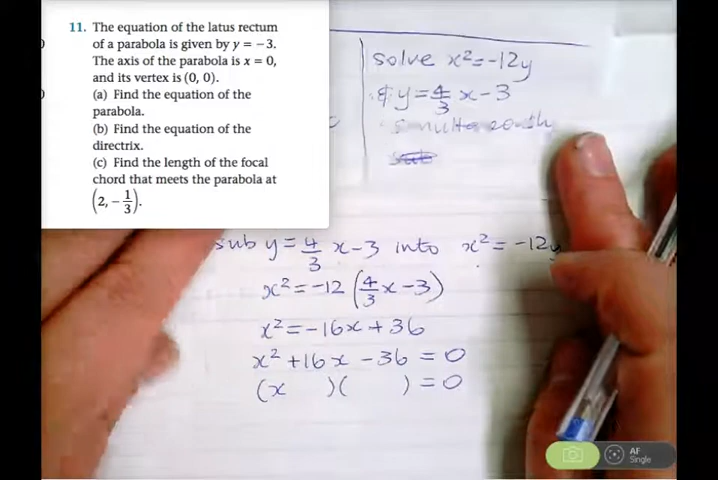 11. The equation of the latus rectum
of a parabola is given by y = −3.
The axis of the parabola is x = 0,
and its vertex is (0, 0).
(a) Find the equation of the
parabola.
(b) Find the equation of the
directrix.
(c) Find the length of the focal
chord that meets the parabola at
(2, −1/3).
solve x² = -12y
& y = 4/3 x - 3
sub y = 4/3 x - 3 into x² = -12y
x² = -12 (4/3 x - 3)
x² = -16x + 36
x² + 16x - 36 = 0
(x )( ) = 0
AF
Single